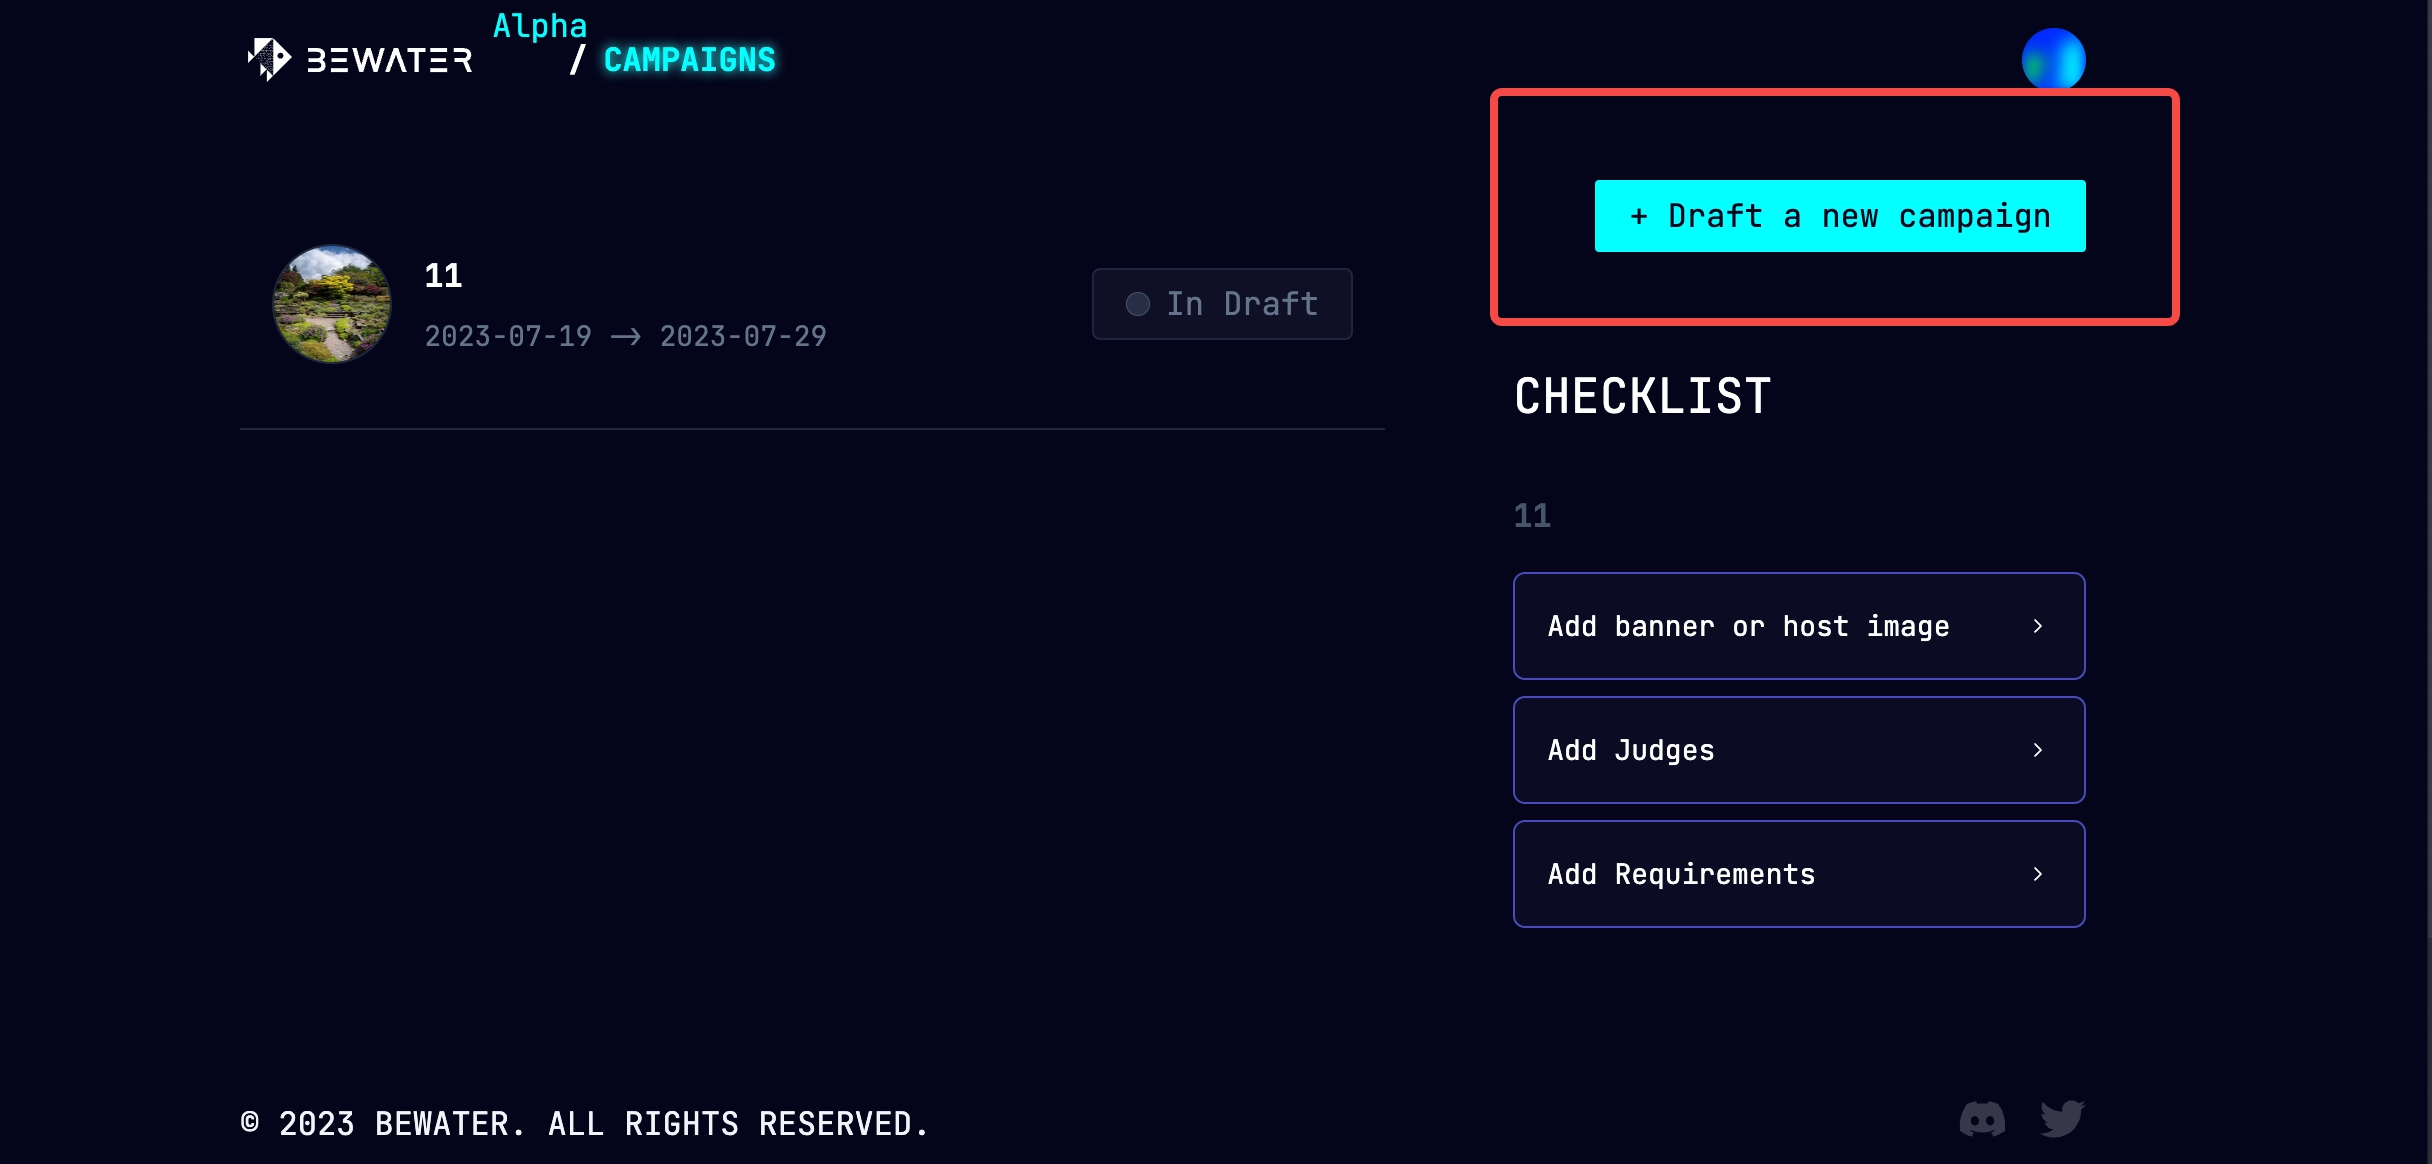 BEWATER
Alpha
/ CAMPAIGNS
+ Draft a new campaign
11
2023-07-19 → 2023-07-29
In Draft
CHECKLIST
11
Add banner or host image
Add Judges
Add Requirements
© 2023 BEWATER. ALL RIGHTS RESERVED.